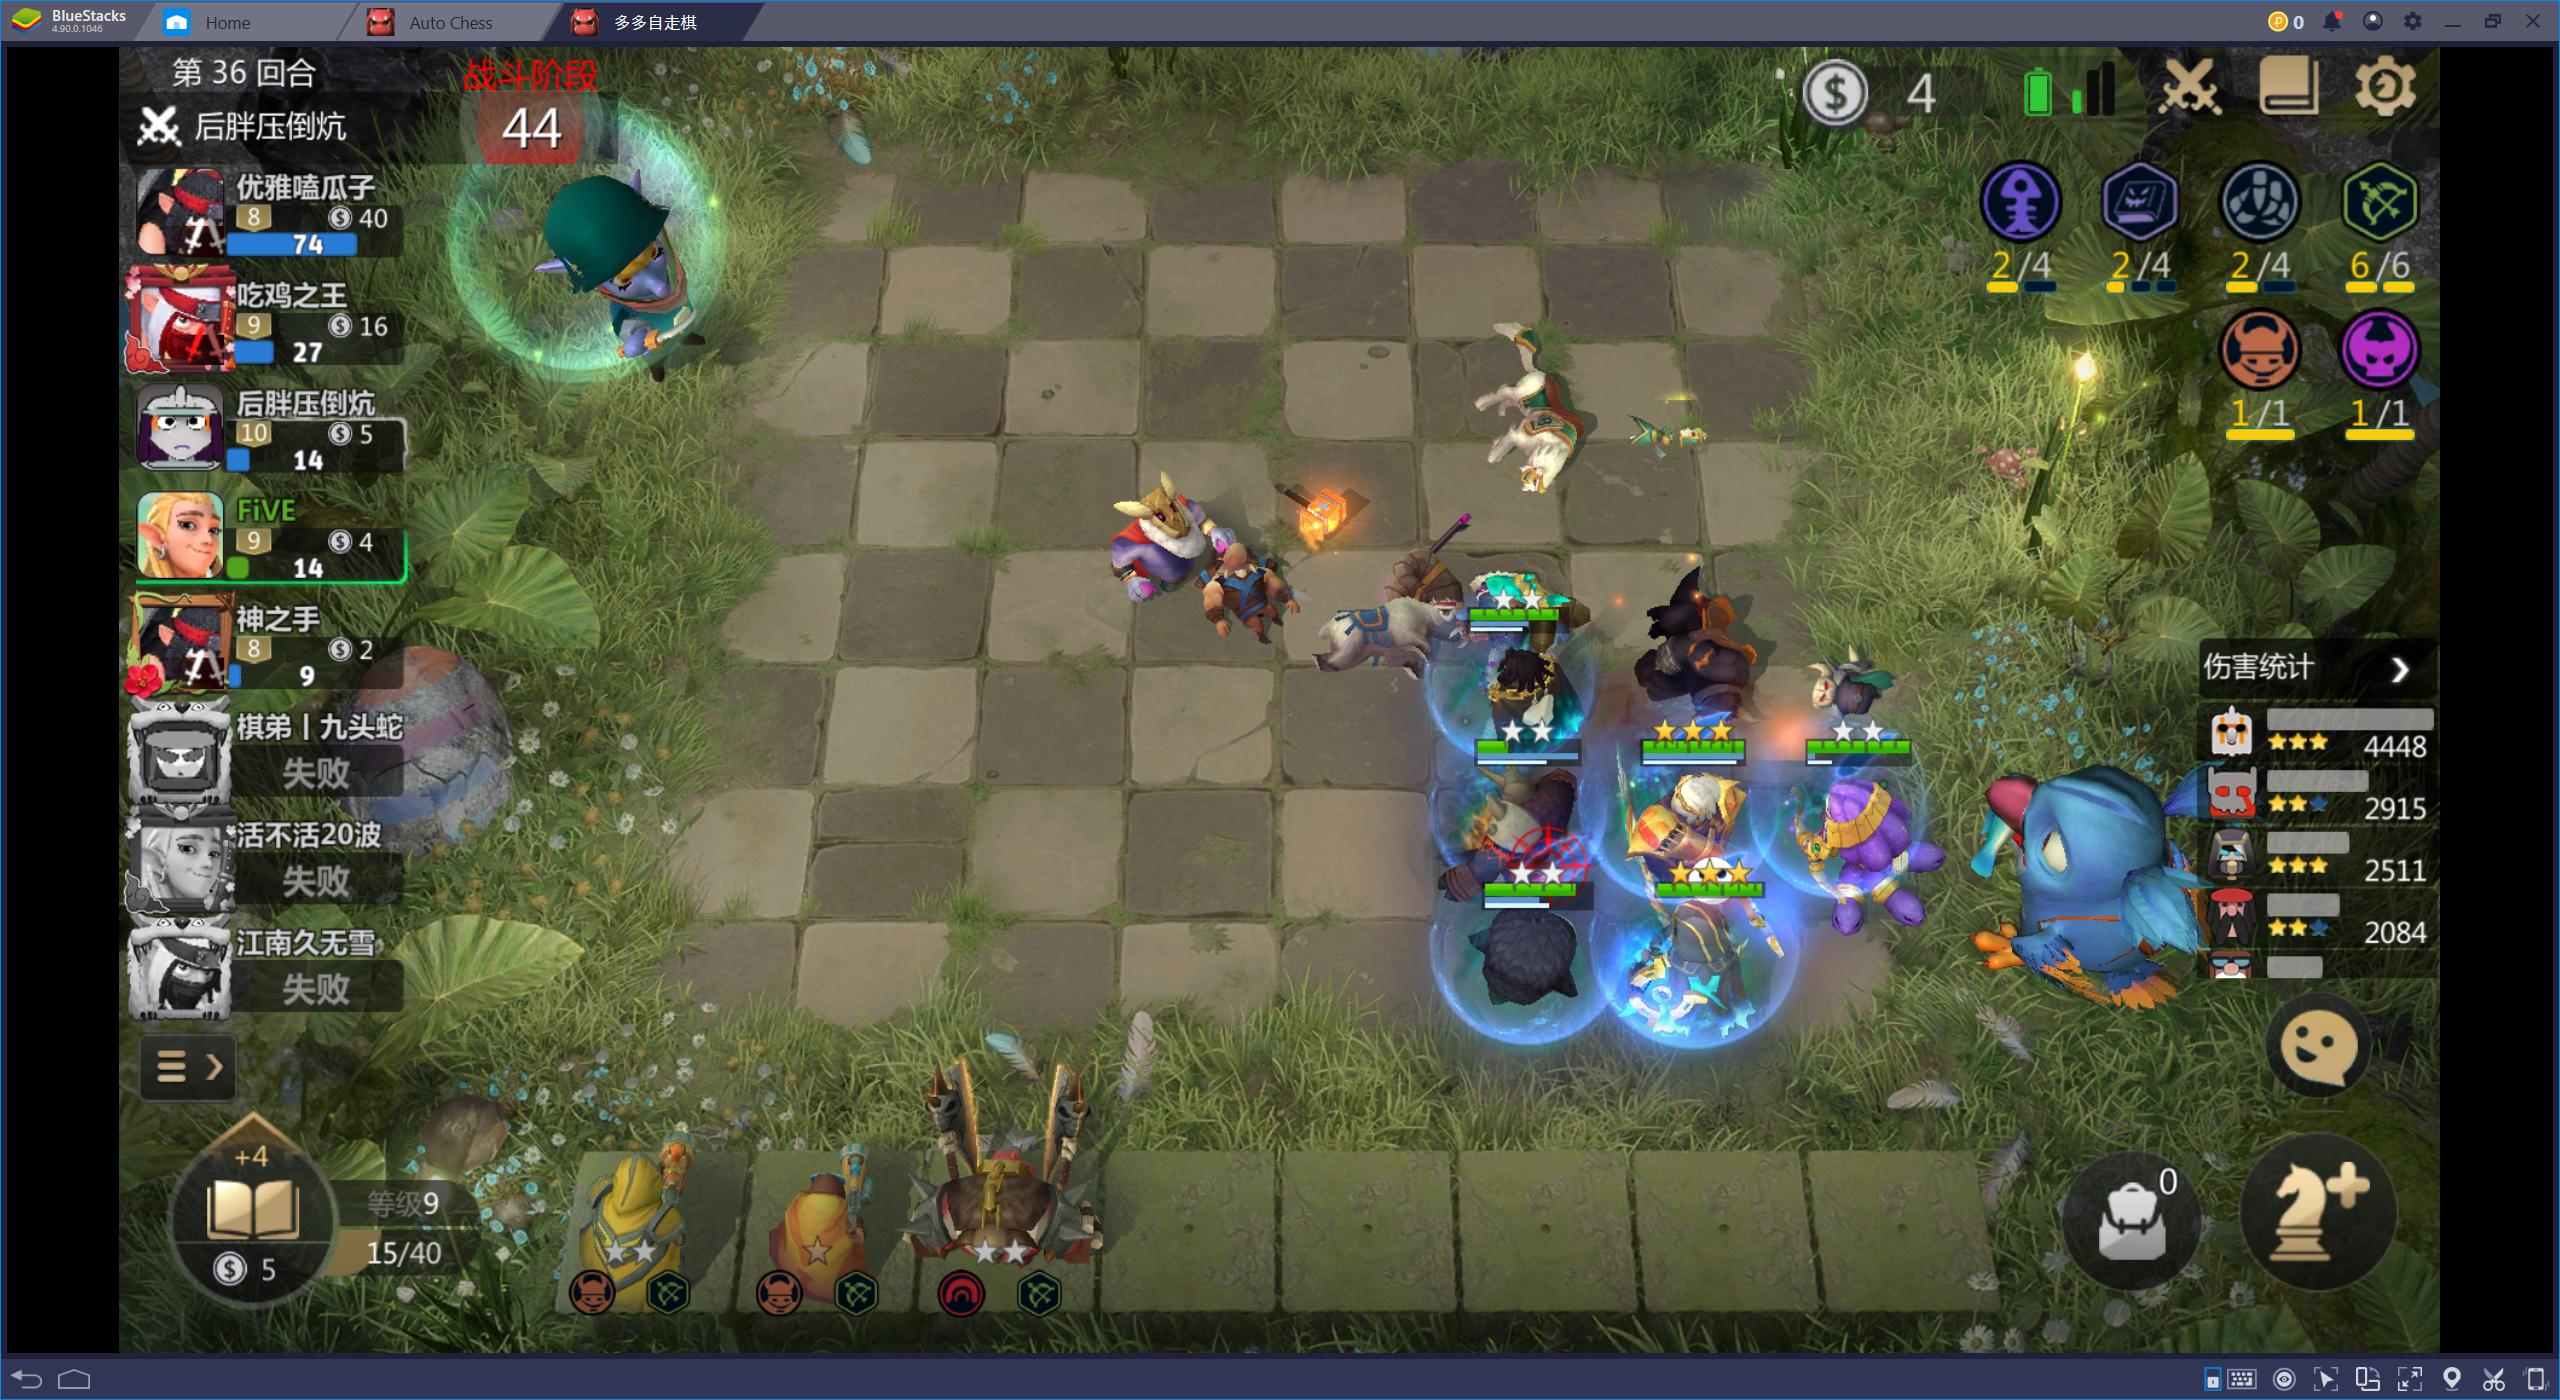 BlueStacks
4.90.0.1046
Home
Auto Chess
多多自走棋
0
第 36 回合
战斗阶段
后胖压倒炕
44
$ 4
优雅嗑瓜子
8 $ 40
74
吃鸡之王
9 $ 16
27
后胖压倒炕
10 $ 5
14
FiVE
9 $ 4
14
神之手
8 $ 2
9
棋弟丨九头蛇
失败
活不活20波
失败
江南久无雪
失败
2/4
2/4
2/4
6/6
1/1
1/1
伤害统计
4448
2915
2511
2084
+4
等级9
15/40
$ 5
0